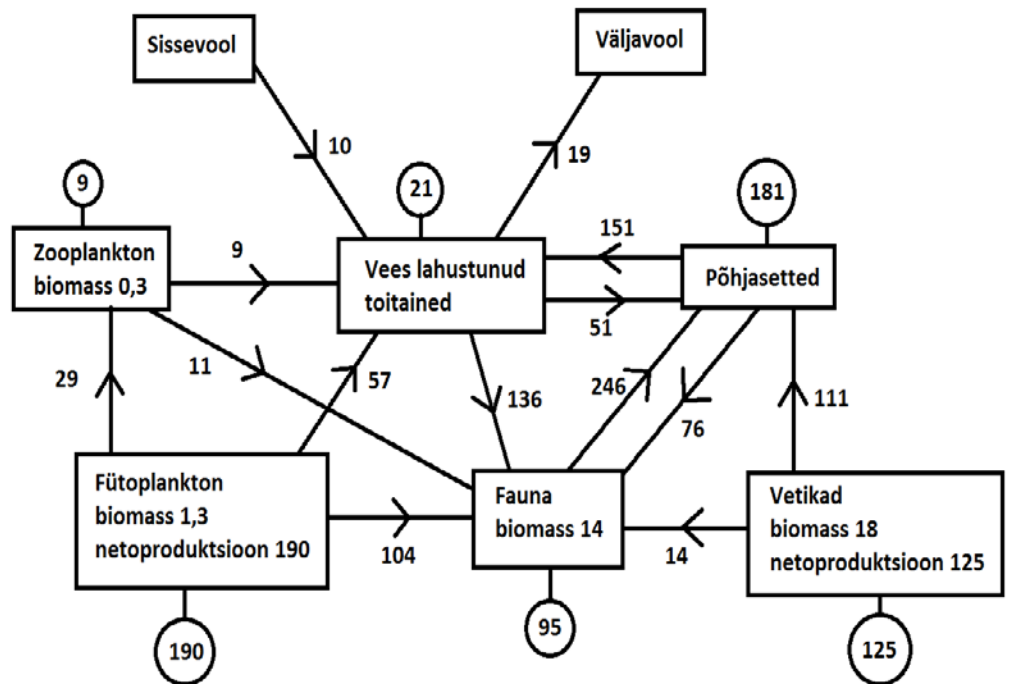 Sissevool
Väljavool
10
19
9
21
181
Zooplankton
biomass 0,3
9
Vees lahustunud
toitained
151
51
Põhjasetted
29
11
57
136
246
76
111
Fütoplankton
biomass 1,3
netoproduktsioon 190
104
Fauna
biomass 14
14
Vetikad
biomass 18
netoproduktsioon 125
190
95
125